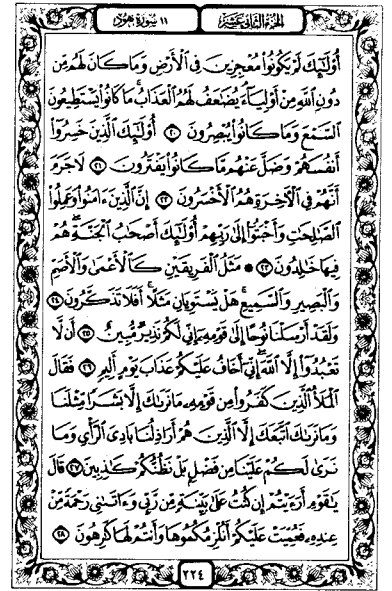 الجزء الثاني عشر ١١ سورة هود
أُوْلَٰٓئِكَ لَمْ يَكُونُوا۟ مُعْجِزِينَ فِى ٱلْأَرْضِ وَمَا كَانَ لَهُم مِّن
دُونِ ٱللَّهِ مِنْ أَوْلِيَآءَ يُضَٰعَفُ لَهُمُ ٱلْعَذَابُ مَا كَانُوا۟ يَسْتَطِيعُونَ
ٱلسَّمْعَ وَمَا كَانُوا۟ يُبْصِرُونَ ٢٠ أُوْلَٰٓئِكَ ٱلَّذِينَ خَسِرُوٓا۟
أَنفُسَهُمْ وَضَلَّ عَنْهُم مَّا كَانُوا۟ يَفْتَرُونَ ٢١ لَا جَرَمَ
أَنَّهُمْ فِى ٱلْءَاخِرَةِ هُمُ ٱلْأَخْسَرُونَ ٢٢ إِنَّ ٱلَّذِينَ ءَامَنُوا۟ وَعَمِلُوا۟
ٱلصَّٰلِحَٰتِ وَأَخْبَتُوٓا۟ إِلَىٰ رَبِّهِمْ أُوْلَٰٓئِكَ أَصْحَٰبُ ٱلْجَنَّةِ هُمْ
فِيهَا خَٰلِدُونَ ٢٣ ۞ مَثَلُ ٱلْفَرِيقَيْنِ كَٱلْأَعْمَىٰ وَٱلْأَصَمِّ
وَٱلْبَصِيرِ وَٱلسَّمِيعِ هَلْ يَسْتَوِيَانِ مَثَلًا أَفَلَا تَذَكَّرُونَ ٢٤
وَلَقَدْ أَرْسَلْنَا نُوحًا إِلَىٰ قَوْمِهِۦٓ إِنِّى لَكُمْ نَذِيرٌ مُّبِينٌ ٢٥ أَن لَّا
تَعْبُدُوٓا۟ إِلَّا ٱللَّهَ إِنِّىٓ أَخَافُ عَلَيْكُمْ عَذَابَ يَوْمٍ أَلِيمٍ ٢٦ فَقَالَ
ٱلْمَلَأُ ٱلَّذِينَ كَفَرُوا۟ مِن قَوْمِهِۦ مَا نَرَىٰكَ إِلَّا بَشَرًا مِّثْلَنَا
وَمَا نَرَىٰكَ ٱتَّبَعَكَ إِلَّا ٱلَّذِينَ هُمْ أَرَاذِلُنَا بَادِىَ ٱلرَّأْىِ وَمَا
نَرَىٰ لَكُمْ عَلَيْنَا مِن فَضْلٍۭ بَلْ نَظُنُّكُمْ كَٰذِبِينَ ٢٧ قَالَ
يَٰقَوْمِ أَرَءَيْتُمْ إِن كُنتُ عَلَىٰ بَيِّنَةٍ مِّن رَّبِّى وَءَاتَىٰنِى رَحْمَةً مِّنْ
عِندِهِۦ فَعُمِّيَتْ عَلَيْكُمْ أَنُلْزِمُكُمُوهَا وَأَنتُمْ لَهَا كَٰرِهُونَ ٢٨
٢٢٤